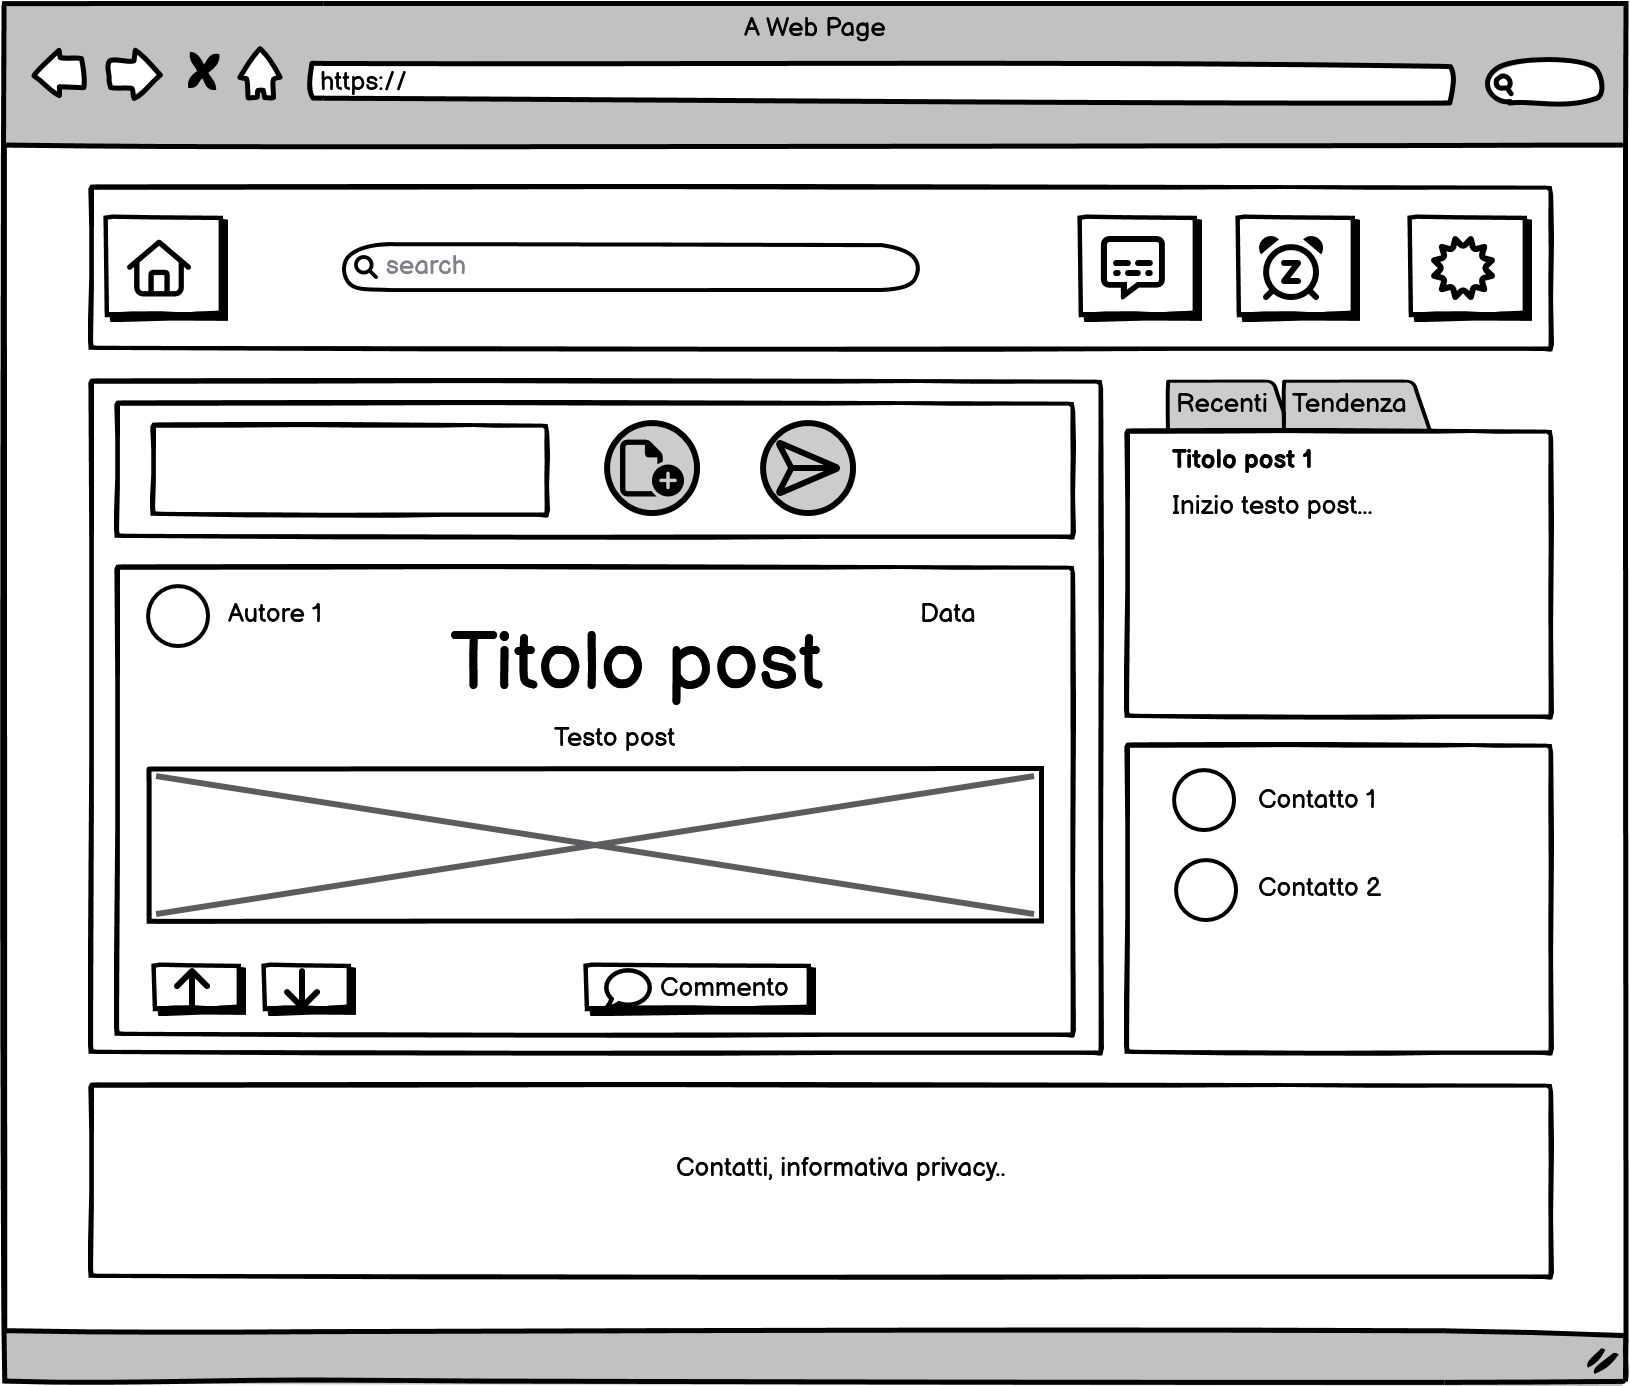 A Web Page
https://
search
Recenti
Tendenza
Titolo post 1
Inizio testo post...
Autore 1
Data
Titolo post
Testo post
Commento
Contatto 1
Contatto 2
Contatti, informativa privacy..